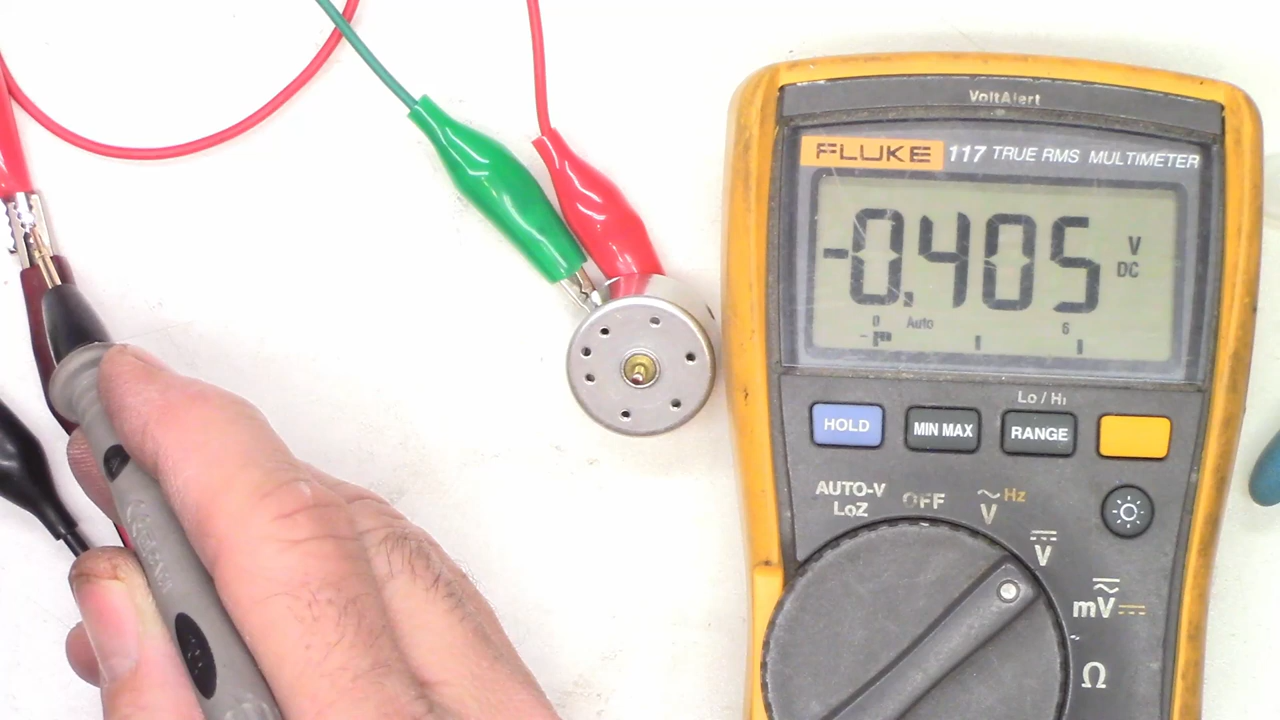 VoltAlert
FLUKE 117 TRUE RMS MULTIMETER
-0.405 V DC
0 Auto 6
Lo / Hi
HOLD MIN MAX RANGE
AUTO-V LoZ OFF V Hz
V
mV
Ω